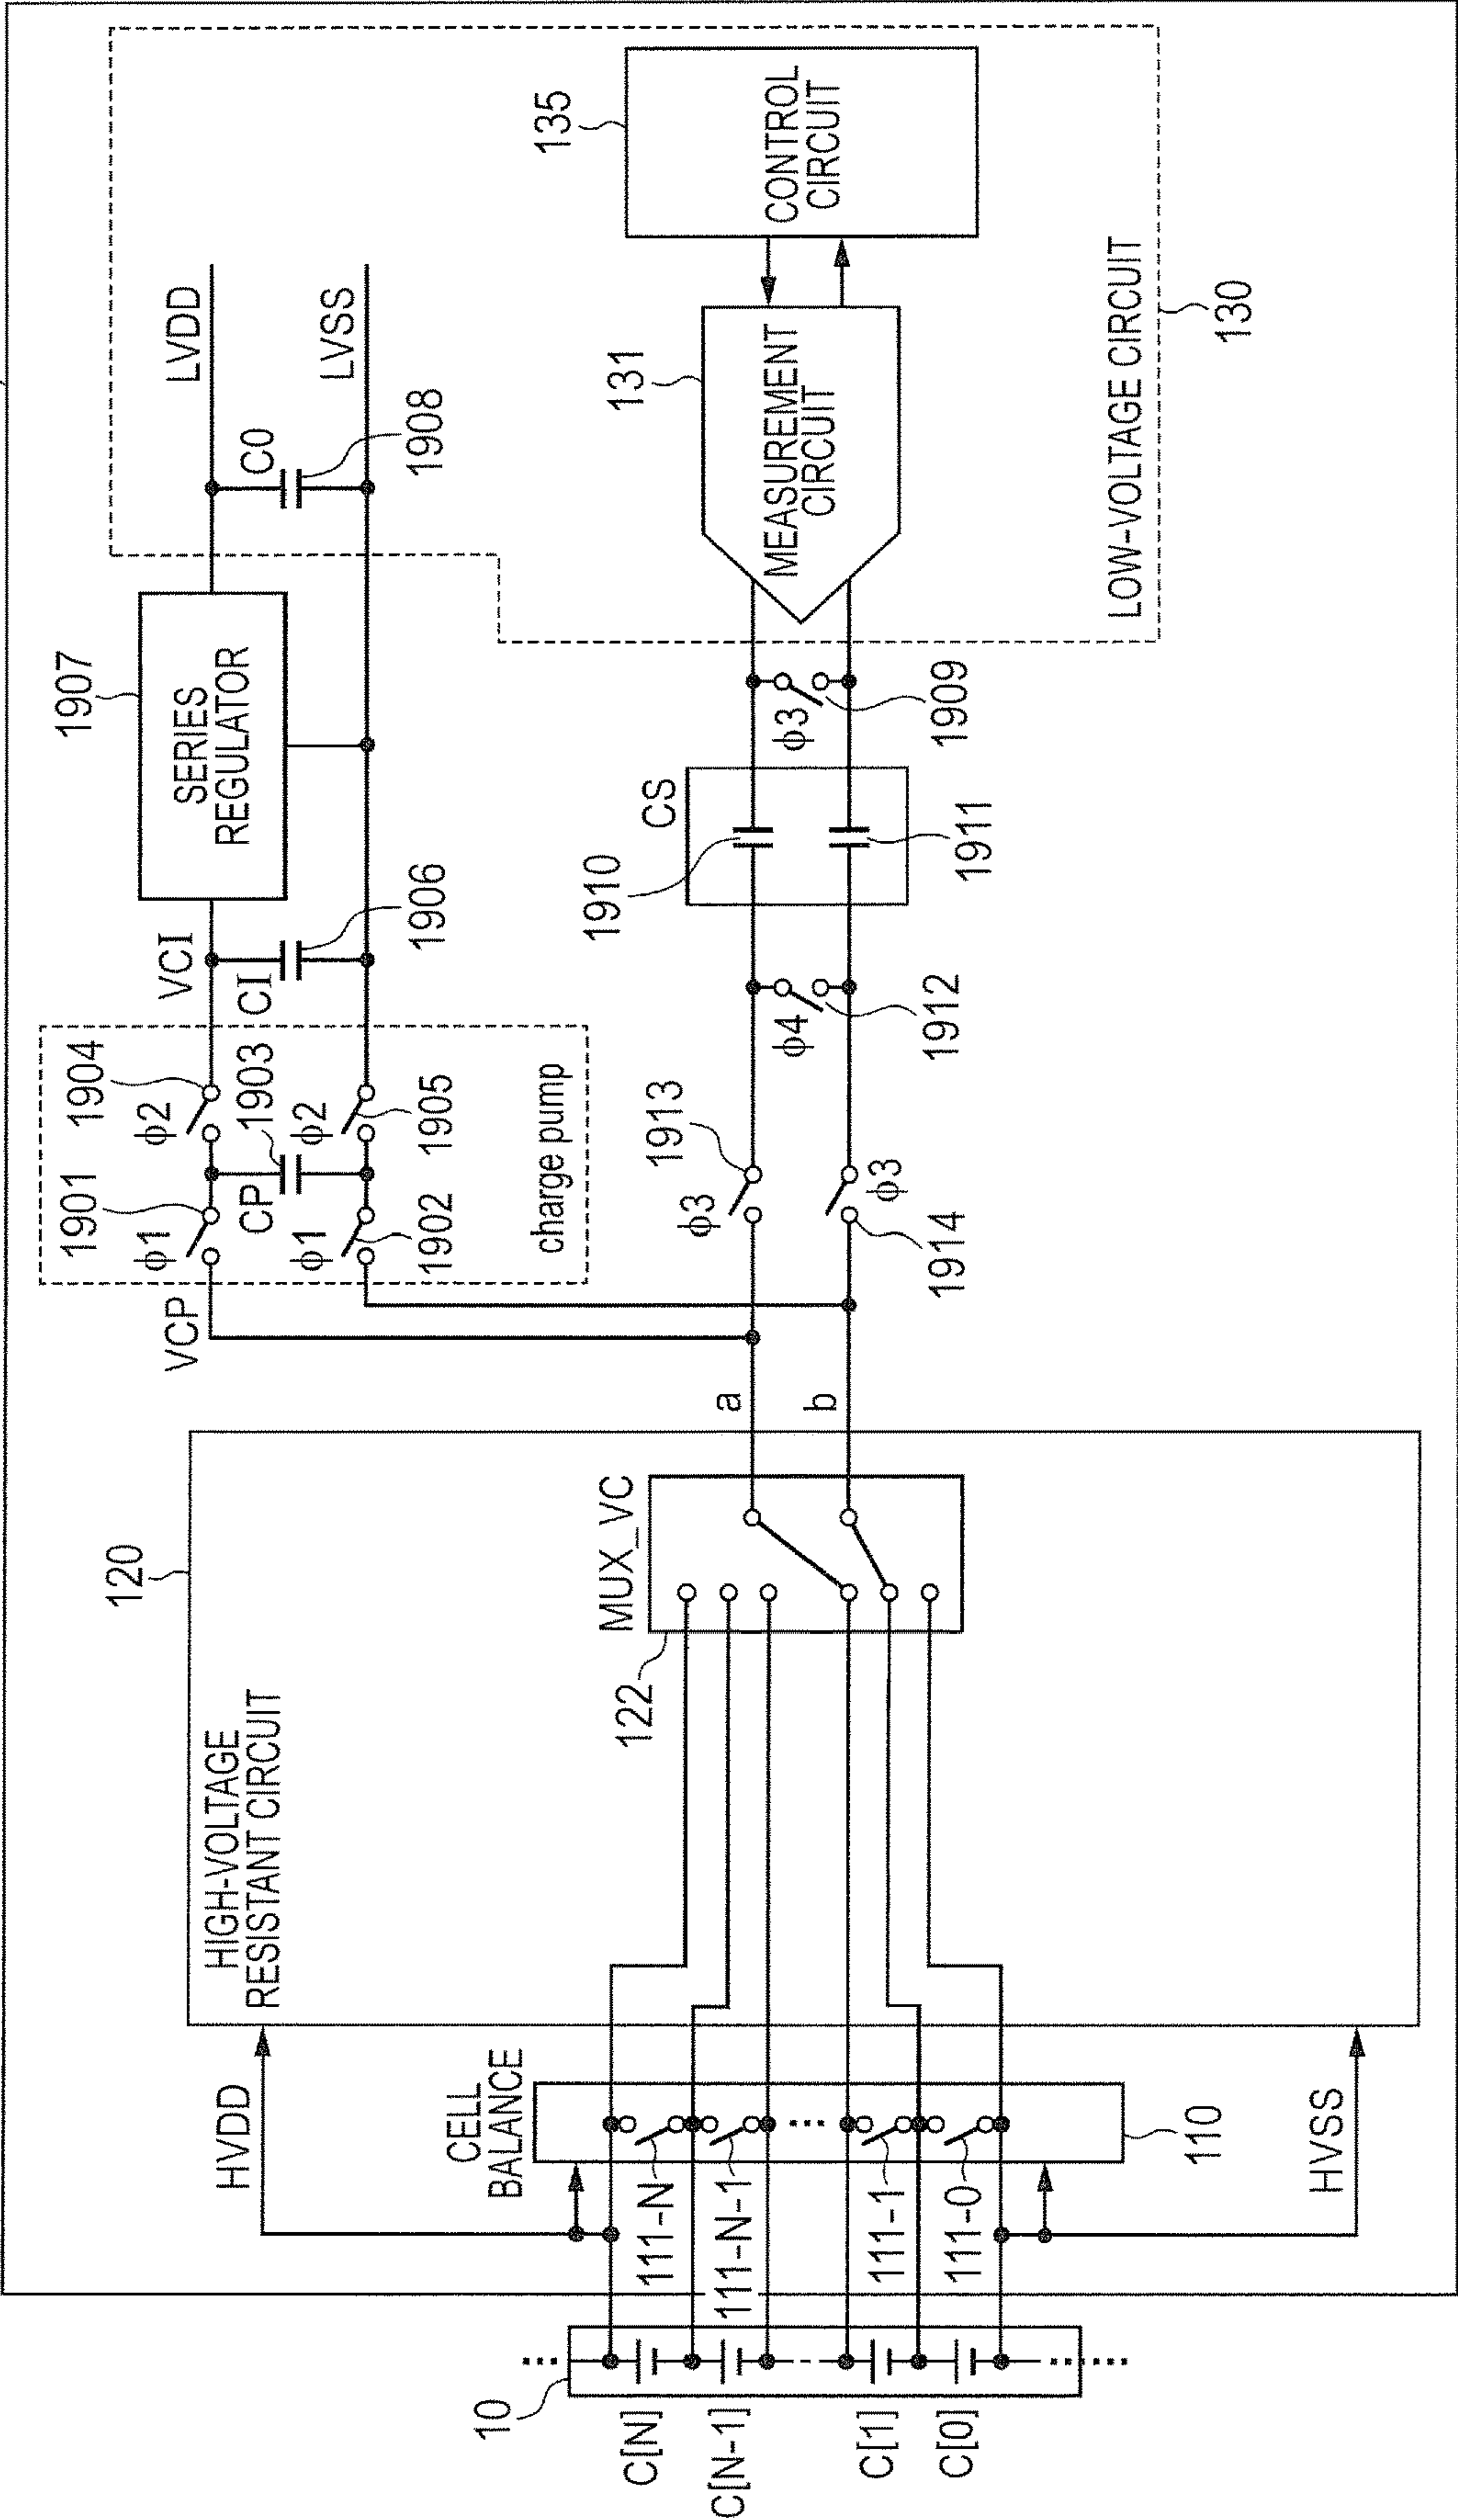 10
C[N]
C[N-1]
C[1]
C[0]
HVDD
CELL
BALANCE
111-N
111-N-1
111-1
111-0
110
HVSS
120
HIGH-VOLTAGE
RESISTANT CIRCUIT
122
MUX_VC
a
b
VCP
1901
ϕ1
1904
ϕ2
CP
1903
ϕ1
1902
ϕ2
1905
charge pump
VCI
CI
1906
1907
SERIES
REGULATOR
LVDD
C0
1908
LVSS
ϕ3
1913
ϕ3
1914
ϕ4
1912
1910
CS
1911
ϕ3
1909
131
MEASUREMENT
CIRCUIT
135
CONTROL
CIRCUIT
LOW-VOLTAGE CIRCUIT
130